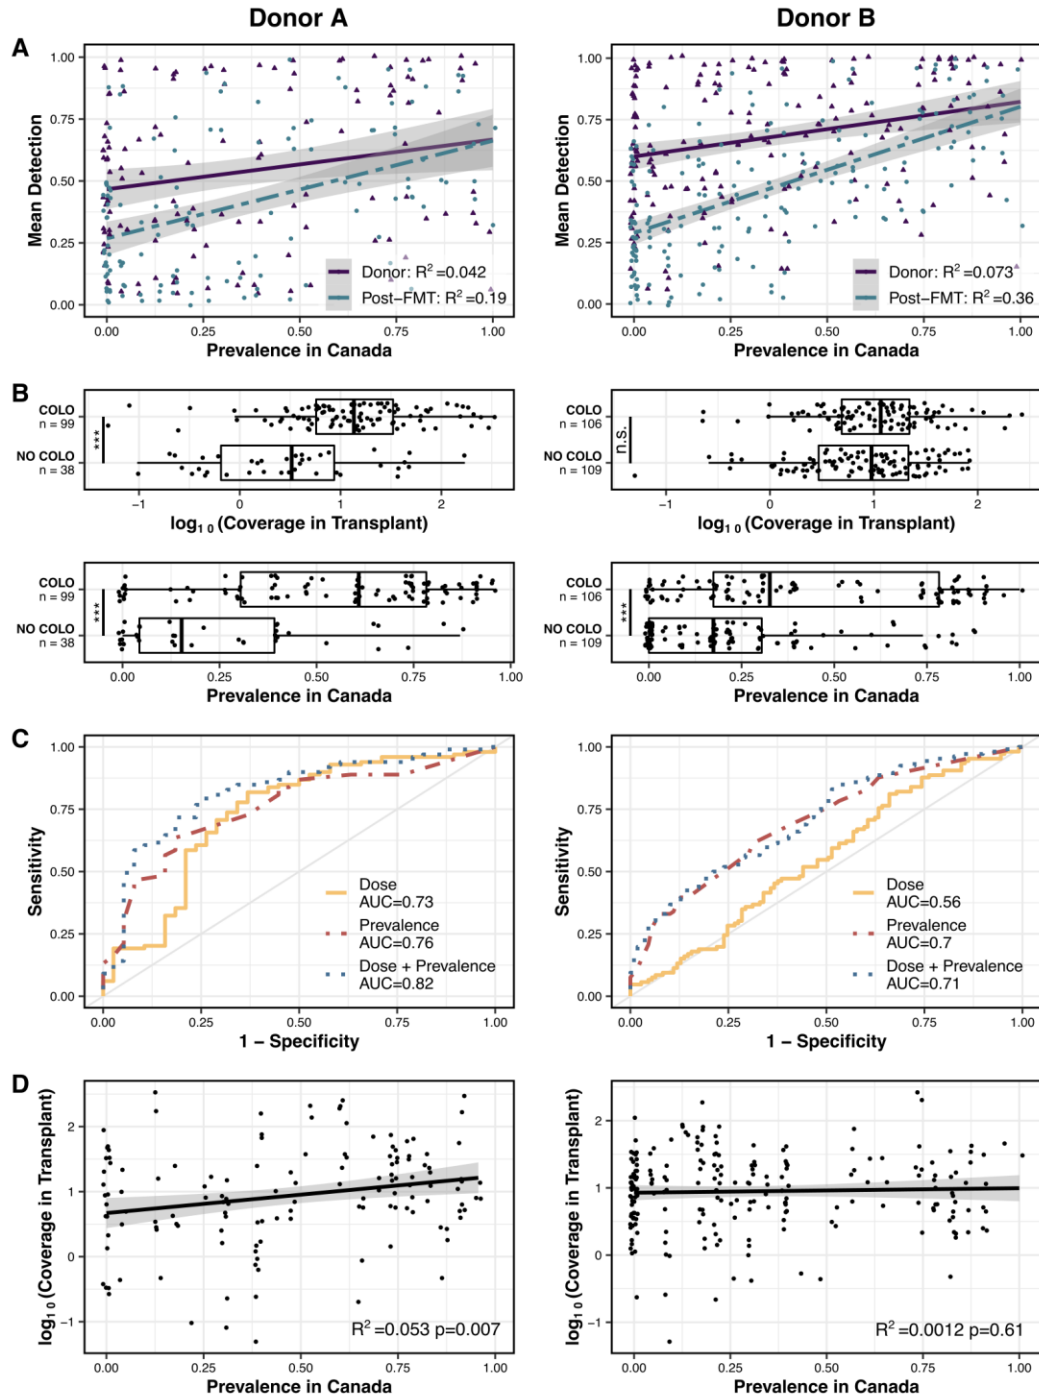 Donor A
Donor B
A
Mean Detection
1.00
0.75
0.50
0.25
0.00
Donor: R² =0.042
Post−FMT: R² =0.19
0.00 0.25 0.50 0.75 1.00
Prevalence in Canada
Mean Detection
1.00
0.75
0.50
0.25
0.00
Donor: R² =0.073
Post−FMT: R² =0.36
0.00 0.25 0.50 0.75 1.00
Prevalence in Canada
B
COLO
n = 99
***
NO COLO
n = 38
−1 0 1 2
log₁₀ (Coverage in Transplant)
COLO
n = 106
n.s.
NO COLO
n = 109
−1 0 1 2
log₁₀ (Coverage in Transplant)
COLO
n = 99
***
NO COLO
n = 38
0.00 0.25 0.50 0.75 1.00
Prevalence in Canada
COLO
n = 106
***
NO COLO
n = 109
0.00 0.25 0.50 0.75 1.00
Prevalence in Canada
C
Sensitivity
1.00
0.75
0.50
0.25
0.00
Dose
AUC=0.73
Prevalence
AUC=0.76
Dose + Prevalence
AUC=0.82
0.00 0.25 0.50 0.75 1.00
1 − Specificity
Sensitivity
1.00
0.75
0.50
0.25
0.00
Dose
AUC=0.56
Prevalence
AUC=0.7
Dose + Prevalence
AUC=0.71
0.00 0.25 0.50 0.75 1.00
1 − Specificity
D
log₁₀ (Coverage in Transplant)
2
1
0
−1
R² =0.053 p=0.007
0.00 0.25 0.50 0.75 1.00
Prevalence in Canada
log₁₀ (Coverage in Transplant)
2
1
0
−1
R² =0.0012 p=0.61
0.00 0.25 0.50 0.75 1.00
Prevalence in Canada